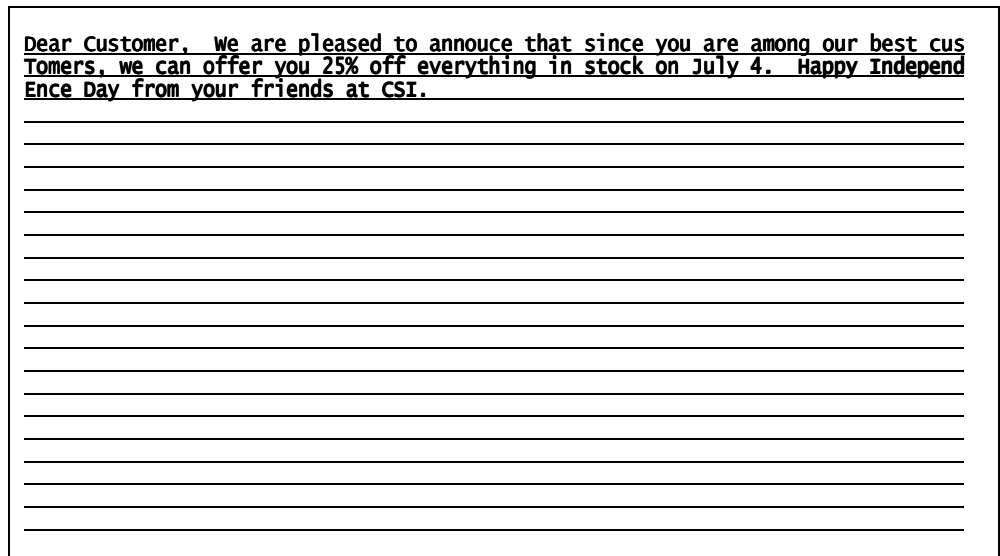 Dear Customer,  We are pleased to annouce that since you are among our best cus
Tomers, we can offer you 25% off everything in stock on July 4.  Happy Independ
Ence Day from your friends at CSI.